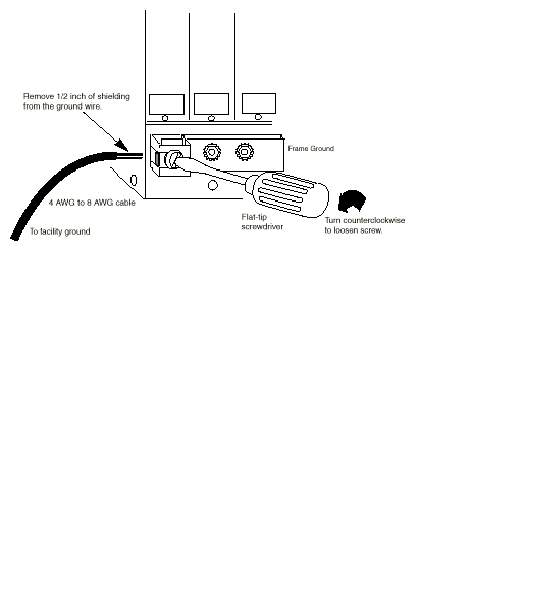 Remove 1/2 inch of shielding
from the ground wire.
Frame Ground
4 AWG to 8 AWG cable
To facility ground
Flat-tip
screwdriver
Turn counterclockwise
to loosen screw.